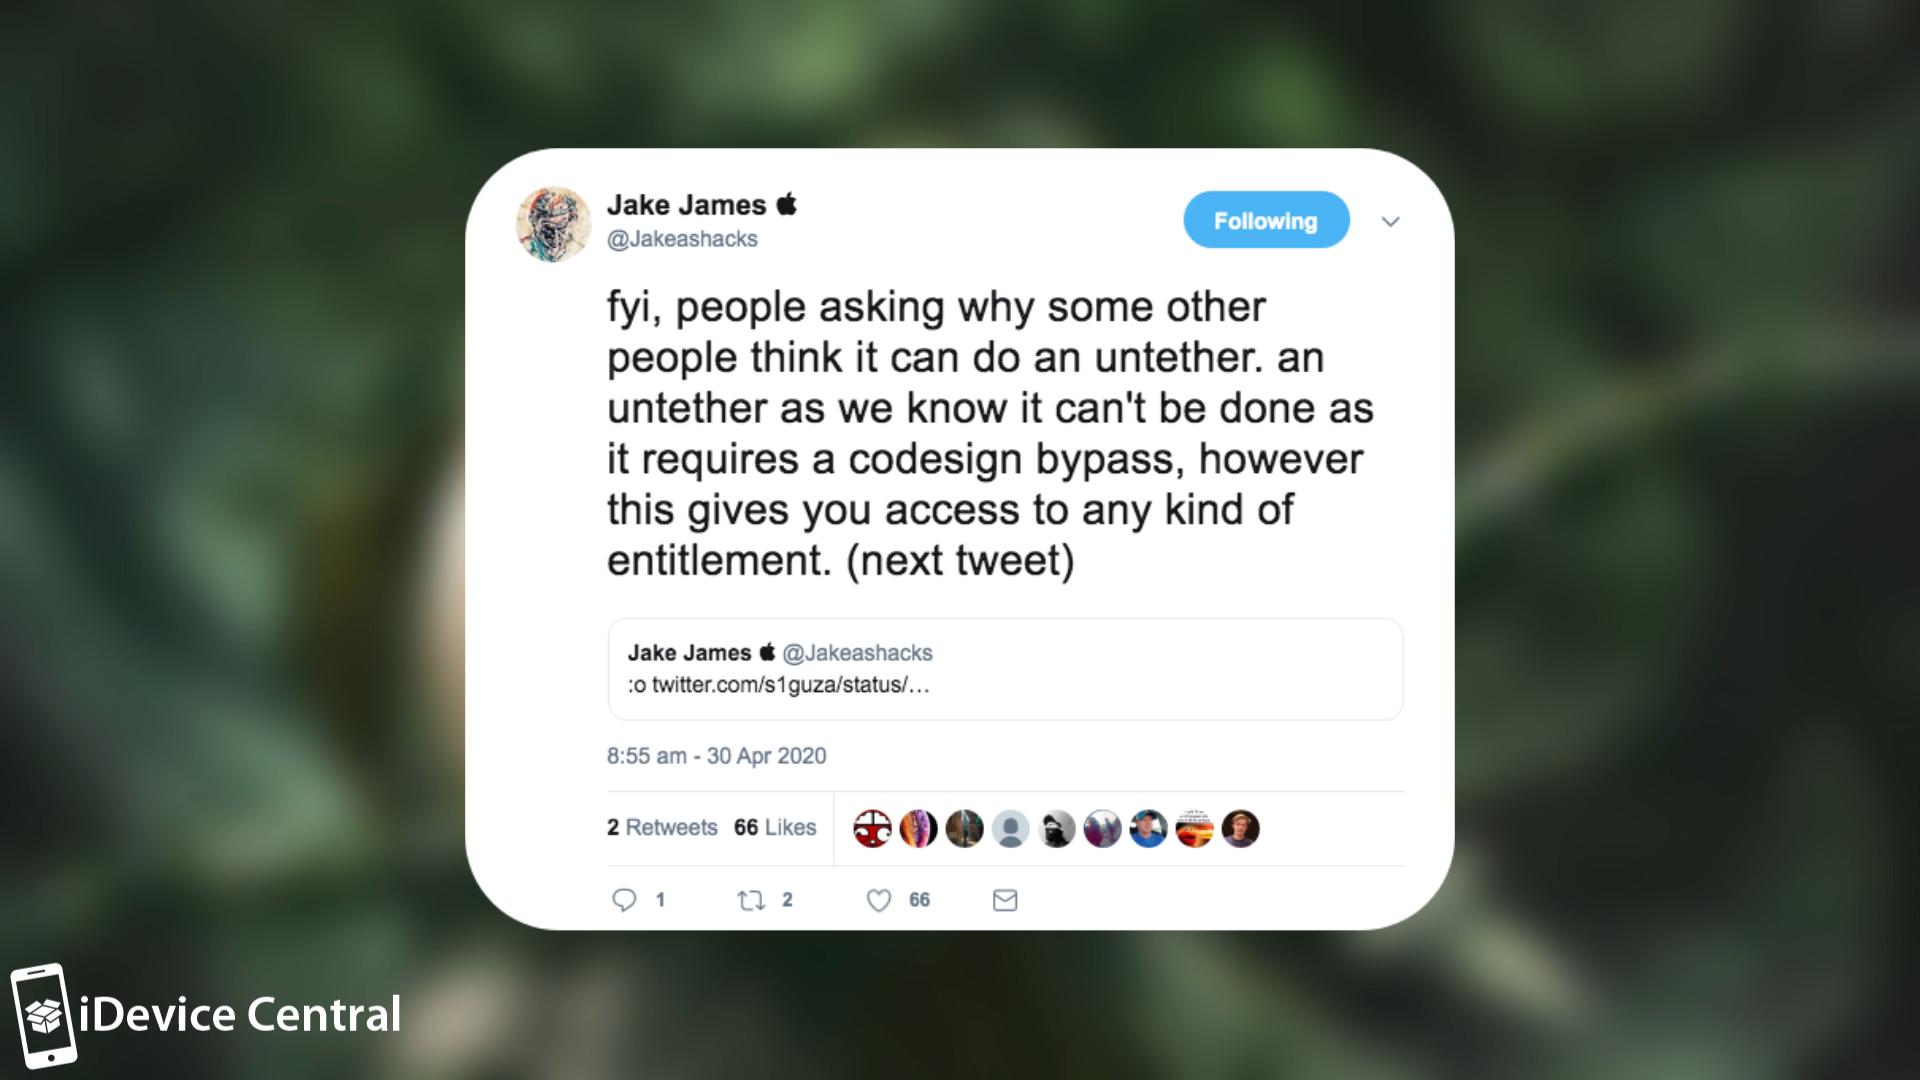 Jake James
@Jakeashacks
Following
fyi, people asking why some other
people think it can do an untether. an
untether as we know it can't be done as
it requires a codesign bypass, however
this gives you access to any kind of
entitlement. (next tweet)
Jake James @Jakeashacks
:o twitter.com/s1guza/status/...
8:55 am - 30 Apr 2020
2 Retweets 66 Likes
1 2 66
iDevice Central